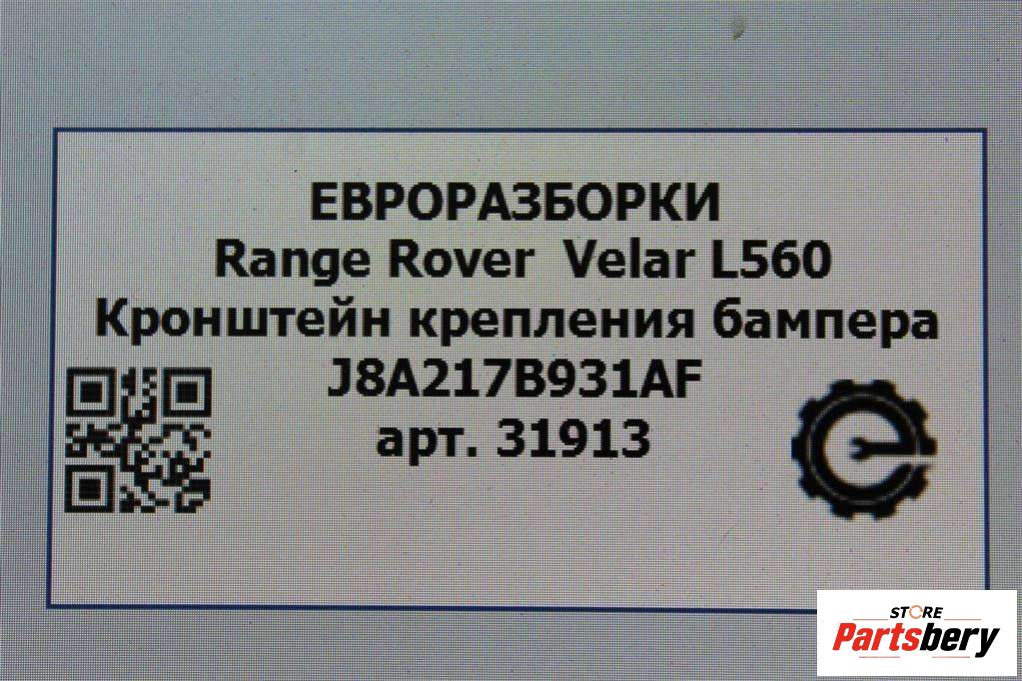 ЕВРОРАЗБОРКИ
Range Rover Velar L560
Кронштейн крепления бампера
J8A217B931AF
арт. 31913
STORE
Partsbery